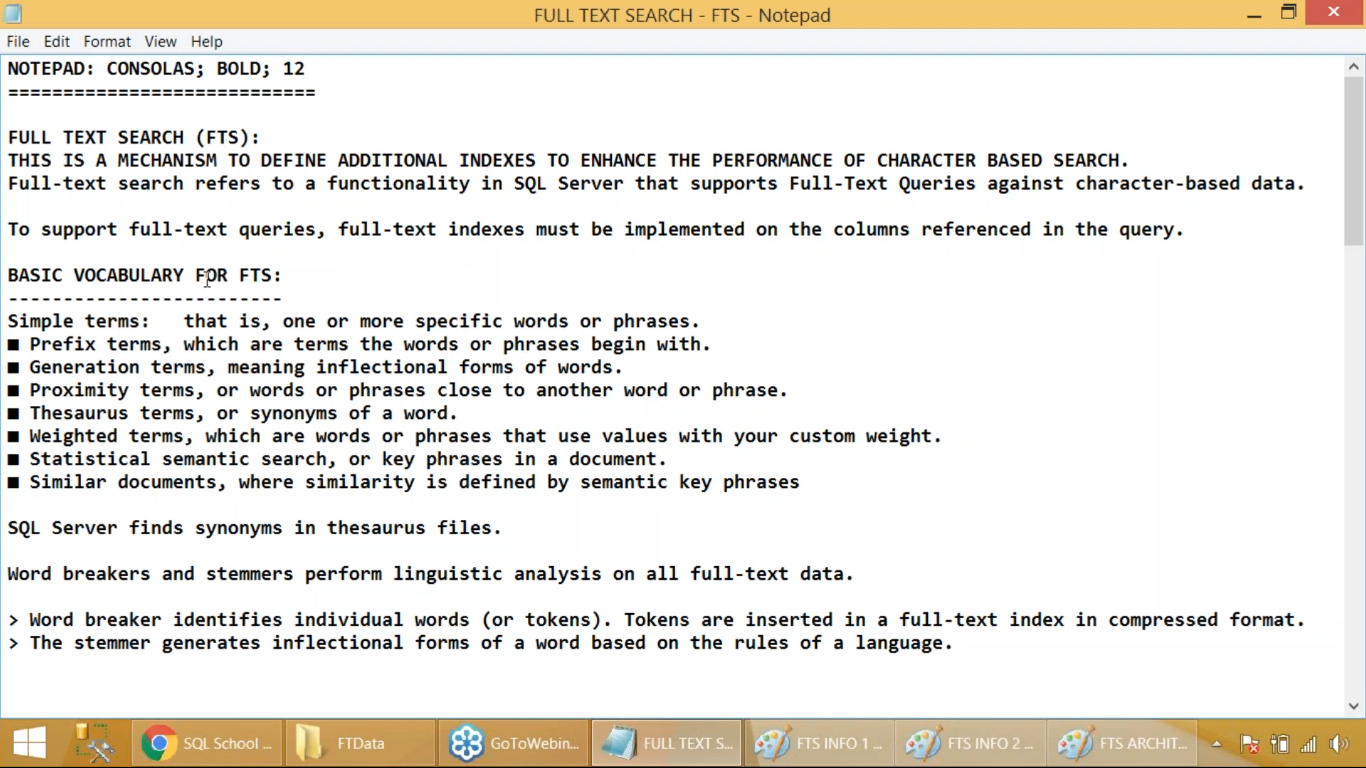 FULL TEXT SEARCH - FTS - Notepad
File Edit Format View Help
NOTEPAD: CONSOLAS; BOLD; 12
============================
FULL TEXT SEARCH (FTS):
THIS IS A MECHANISM TO DEFINE ADDITIONAL INDEXES TO ENHANCE THE PERFORMANCE OF CHARACTER BASED SEARCH.
Full-text search refers to a functionality in SQL Server that supports Full-Text Queries against character-based data.
To support full-text queries, full-text indexes must be implemented on the columns referenced in the query.
BASIC VOCABULARY FOR FTS:
-------------------------
Simple terms: that is, one or more specific words or phrases.
■ Prefix terms, which are terms the words or phrases begin with.
■ Generation terms, meaning inflectional forms of words.
■ Proximity terms, or words or phrases close to another word or phrase.
■ Thesaurus terms, or synonyms of a word.
■ Weighted terms, which are words or phrases that use values with your custom weight.
■ Statistical semantic search, or key phrases in a document.
■ Similar documents, where similarity is defined by semantic key phrases
SQL Server finds synonyms in thesaurus files.
Word breakers and stemmers perform linguistic analysis on all full-text data.
> Word breaker identifies individual words (or tokens). Tokens are inserted in a full-text index in compressed format.
> The stemmer generates inflectional forms of a word based on the rules of a language.
SQL School ... FTData GoToWebin... FULL TEXT S... FTS INFO 1 ... FTS INFO 2 ... FTS ARCHIT...